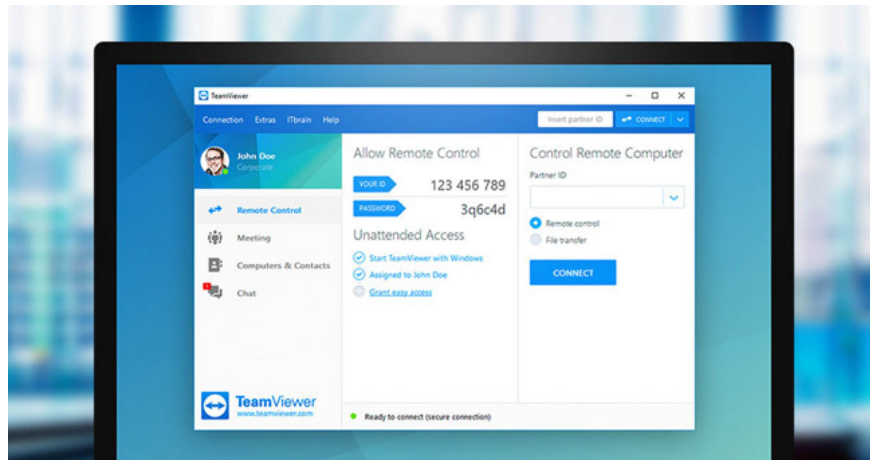 TeamViewer
Connection Extras ITbrain Help
Insert partner ID
CONNECT
John Doe
Corporate
Remote Control
Meeting
Computers & Contacts
Chat
TeamViewer
www.teamviewer.com
Allow Remote Control
YOUR ID 123 456 789
PASSWORD 3q6c4d
Unattended Access
Start TeamViewer with Windows
Assigned to John Doe
Grant easy access
Control Remote Computer
Partner ID
Remote control
File transfer
CONNECT
Ready to connect (secure connection)